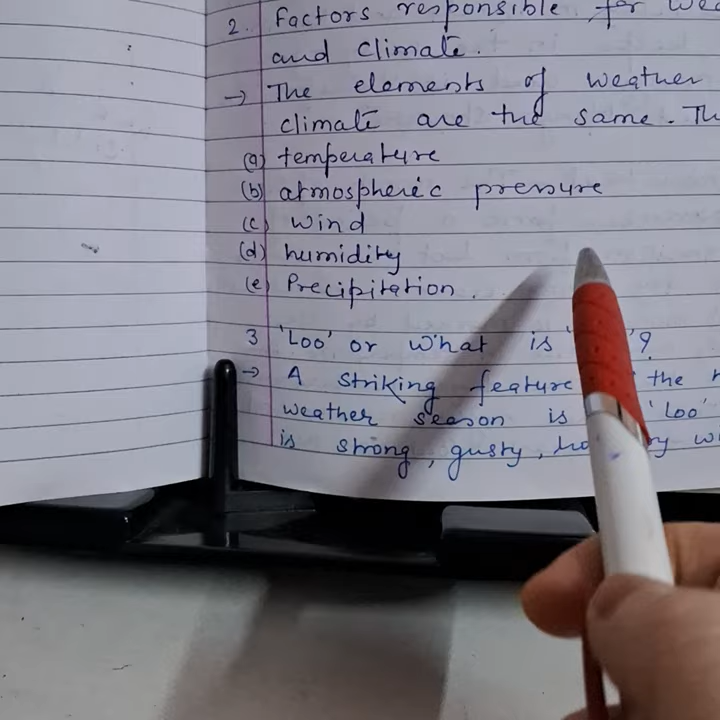 2. Factors responsible for
and climate.
→ The elements of weather
climate are the same.
(a) temperature
(b) atmospheric pressure
(c) wind
(d) humidity
(e) Precipitation.
3 'Loo' or what is ' '?
→ A striking feature the
weather season is 'Loo'
is strong, gusty,